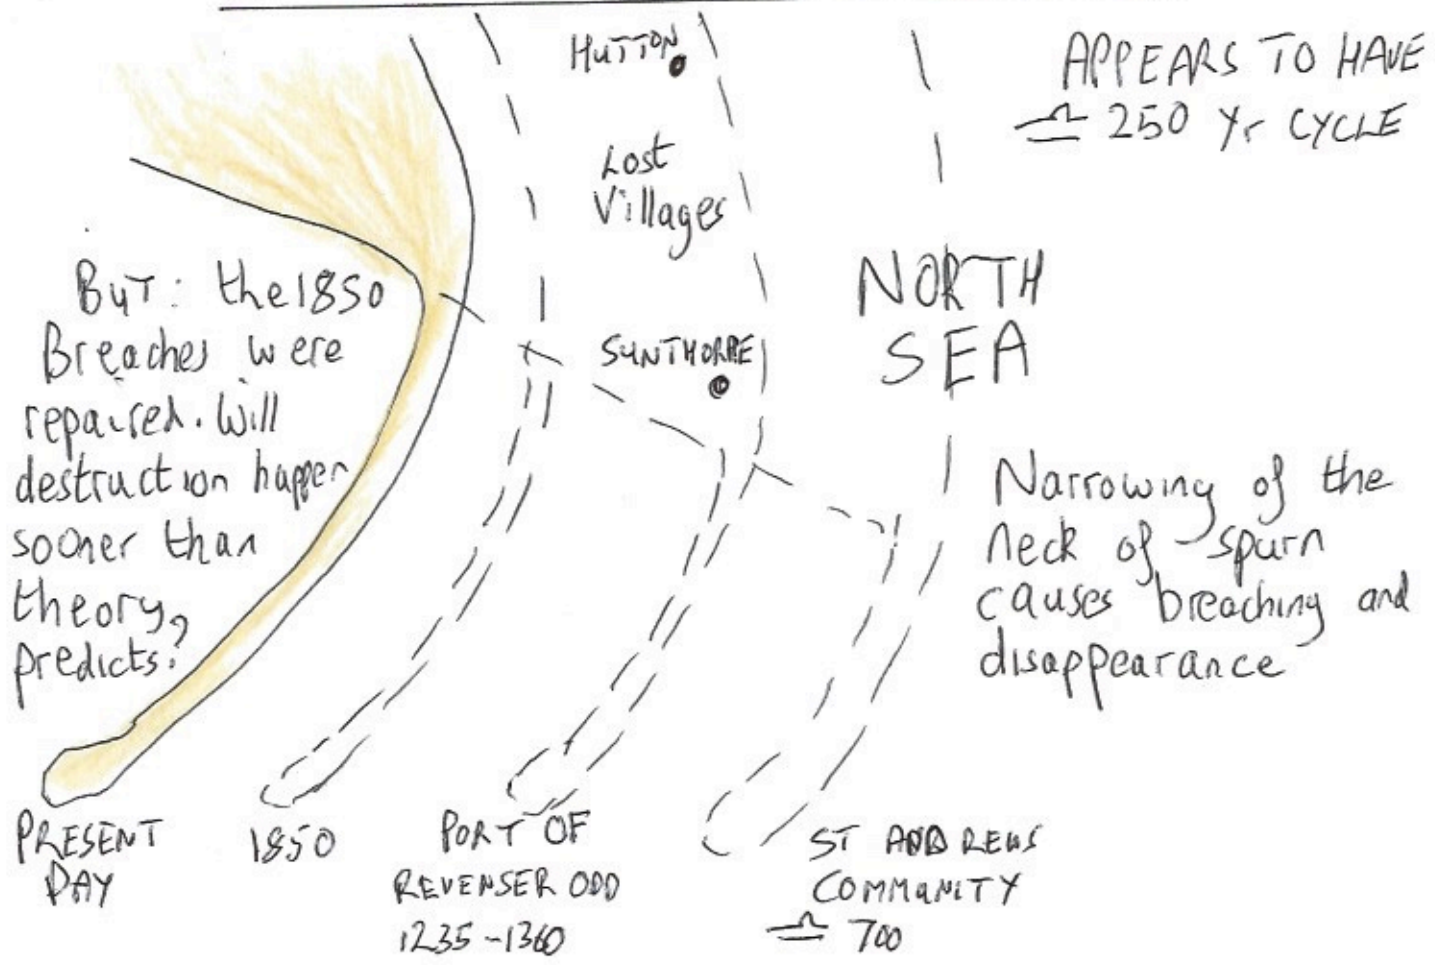 HUTTON
Lost
Villages
SUNTHORPE
NORTH
SEA
APPEARS TO HAVE
≏ 250 Yr CYCLE
BUT: the 1850
Breaches were
repaired. Will
destruction happen
sooner than
theory,
predicts?
Narrowing of the
neck of spurn
causes breaching and
disappearance
PRESENT
DAY
1850
PORT OF
REVENSER ODD
1235-1360
ST ANDREWS
COMMUNITY
≏ 700